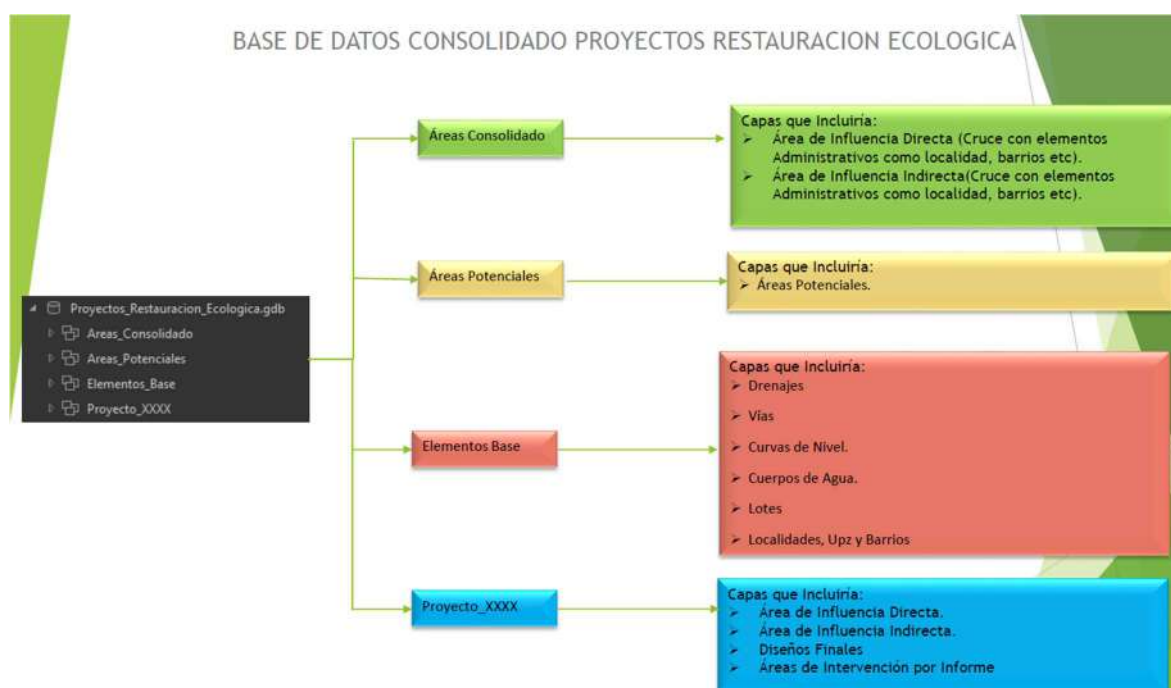 BASE DE DATOS CONSOLIDADO PROYECTOS RESTAURACION ECOLOGICA
Proyectos_Restauracion_Ecologica.gdb
Areas_Consolidado
Areas_Potenciales
Elementos_Base
Proyecto_XXXX
Áreas Consolidado
Capas que Incluiría:
➢ Área de Influencia Directa (Cruce con elementos
Administrativos como localidad, barrios etc).
➢ Área de Influencia Indirecta(Cruce con elementos
Administrativos como localidad, barrios etc).
Áreas Potenciales
Capas que Incluiría:
➢ Áreas Potenciales.
Elementos Base
Capas que Incluiría:
➢ Drenajes
➢ Vías
➢ Curvas de Nivel.
➢ Cuerpos de Agua.
➢ Lotes
➢ Localidades, Upz y Barrios
Proyecto_XXXX
Capas que Incluiría:
➢ Área de Influencia Directa.
➢ Área de Influencia Indirecta.
➢ Diseños Finales
➢ Áreas de Intervención por Informe